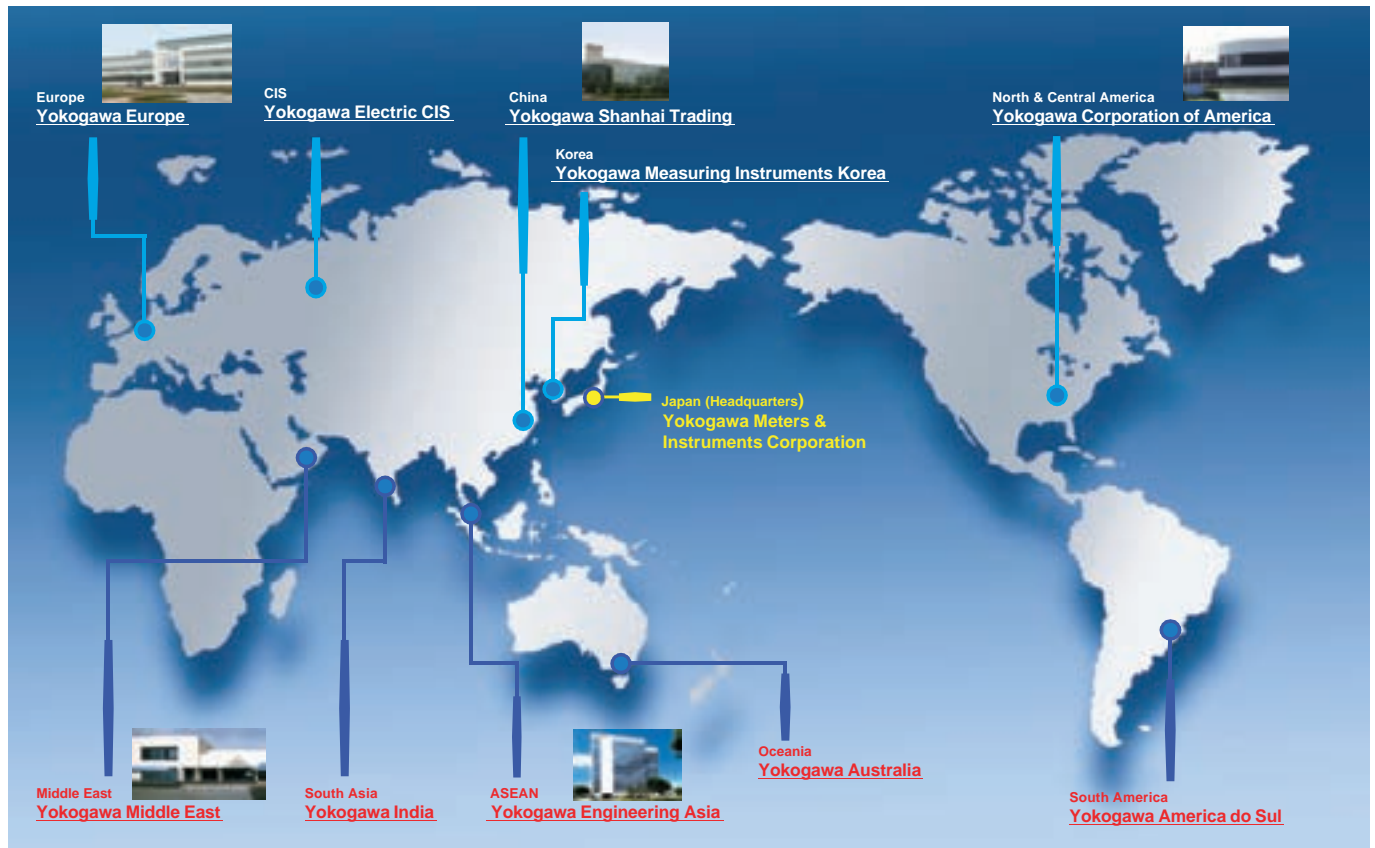 Europe
Yokogawa Europe
CIS
Yokogawa Electric CIS
China
Yokogawa Shanhai Trading
North & Central America
Yokogawa Corporation of America
Korea
Yokogawa Measuring Instruments Korea
Japan (Headquarters)
Yokogawa Meters &
Instruments Corporation
Oceania
Yokogawa Australia
Middle East
Yokogawa Middle East
South Asia
Yokogawa India
ASEAN
Yokogawa Engineering Asia
South America
Yokogawa America do Sul